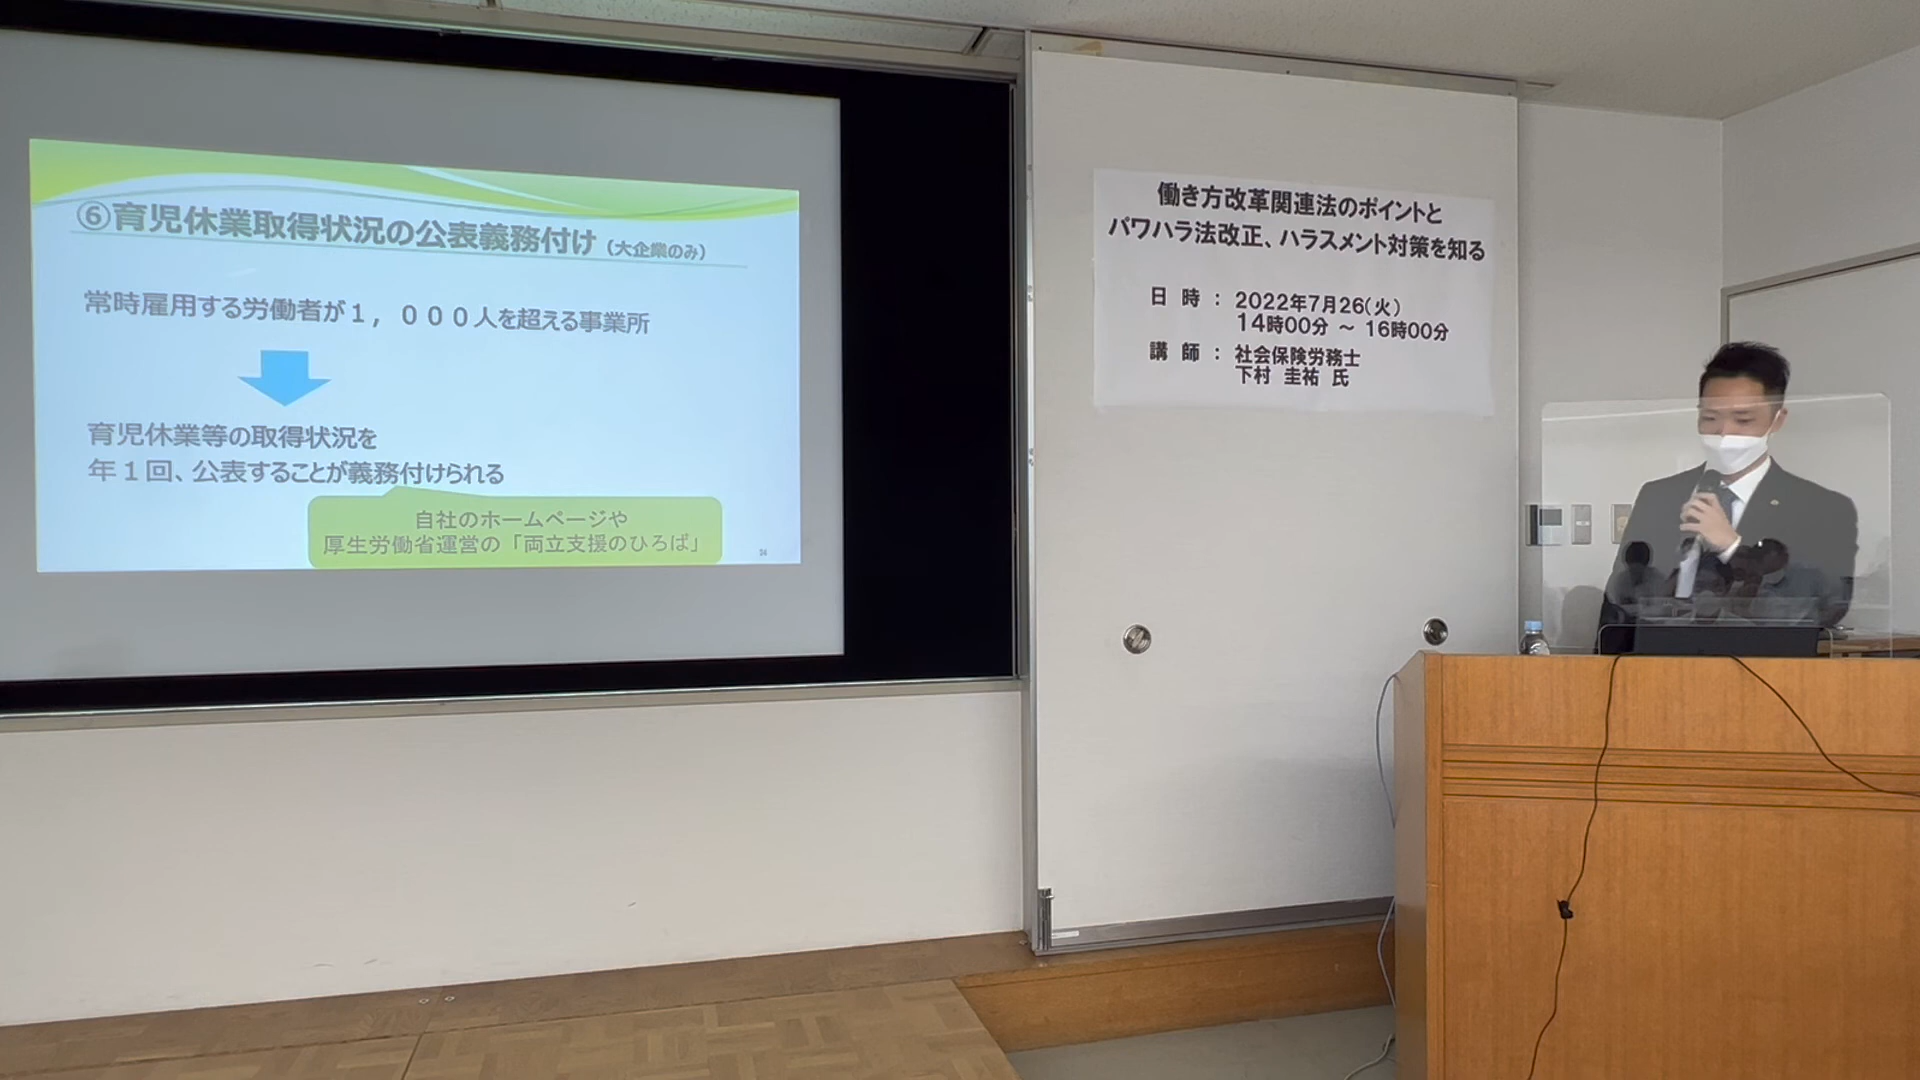 ⑥育児休業取得状況の公表義務付け（大企業のみ）
常時雇用する労働者が１，０００人を超える事業所
育児休業等の取得状況を
年１回、公表することが義務付けられる
自社のホームページや
厚生労働省運営の「両立支援のひろば」
34
働き方改革関連法のポイントと
パワハラ法改正、ハラスメント対策を知る
日 時 ： 2022年7月26(火)
14時00分 ～ 16時00分
講 師 ： 社会保険労務士
下村 圭祐 氏